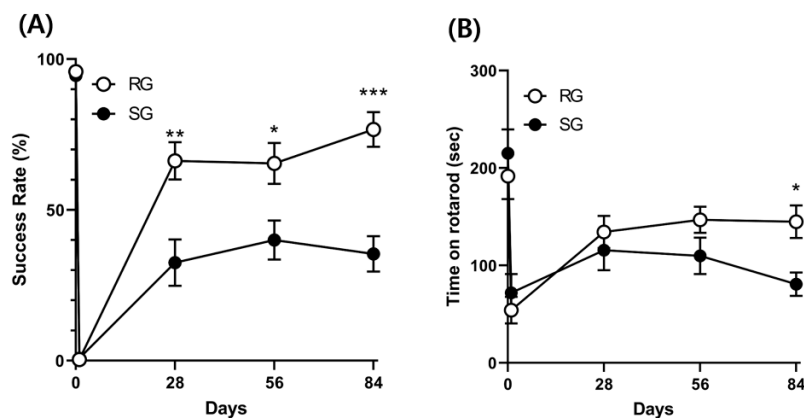 (A)
100
50
0
Success Rate (%)
RG
SG
**
*
***
0 28 56 84
Days
(B)
300
200
100
0
Time on rotarod (sec)
RG
SG
*
0 28 56 84
Days